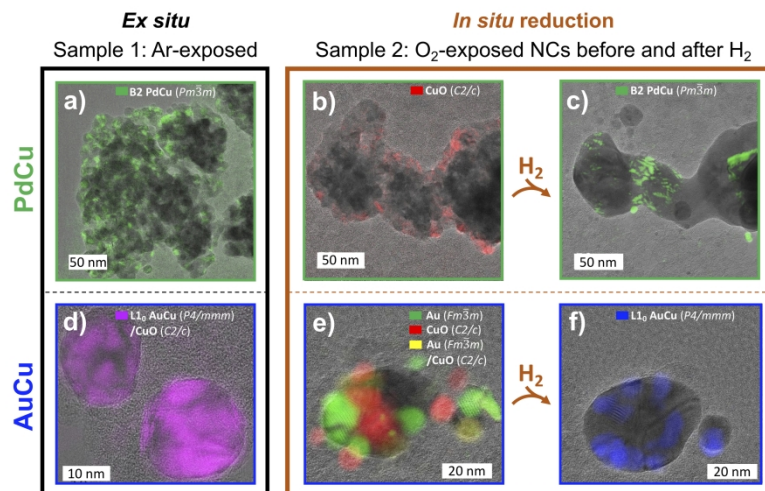 Ex situ
In situ reduction
Sample 1: Ar-exposed
Sample 2: O₂-exposed NCs before and after H₂
PdCu
a)
B2 PdCu (Pm3̅m)
50 nm
b)
CuO (C2/c)
50 nm
H₂
c)
B2 PdCu (Pm3̅m)
50 nm
AuCu
d)
L1₀ AuCu (P4/mmm)
/CuO (C2/c)
10 nm
e)
Au (Fm3̅m)
CuO (C2/c)
Au (Fm3̅m)
/CuO (C2/c)
20 nm
H₂
f)
L1₀ AuCu (P4/mmm)
20 nm